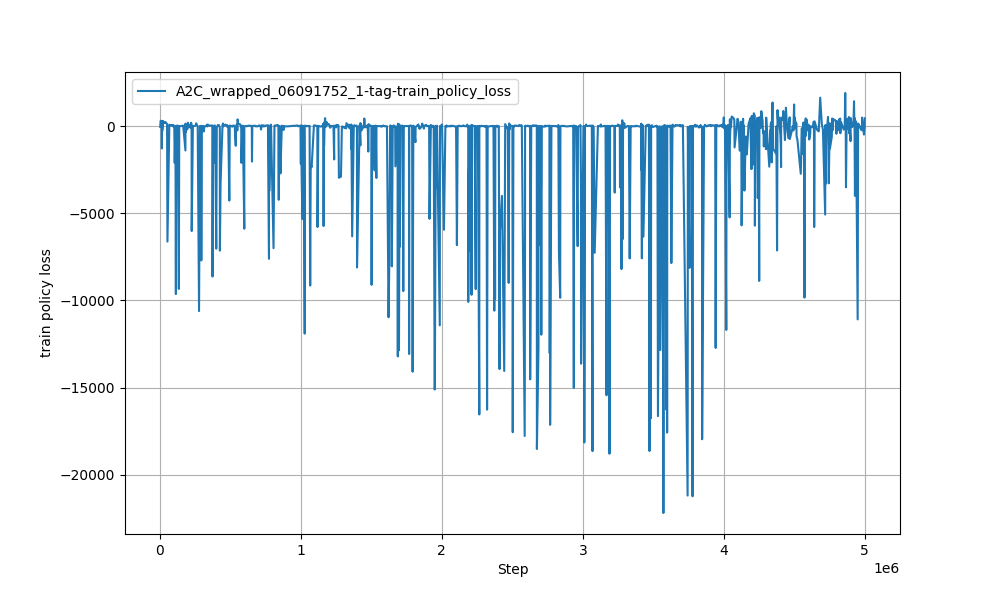 A2C_wrapped_06091752_1-tag-train_policy_loss
train policy loss
0
−5000
−10000
−15000
−20000
0 1 2 3 4 5
1e6
Step